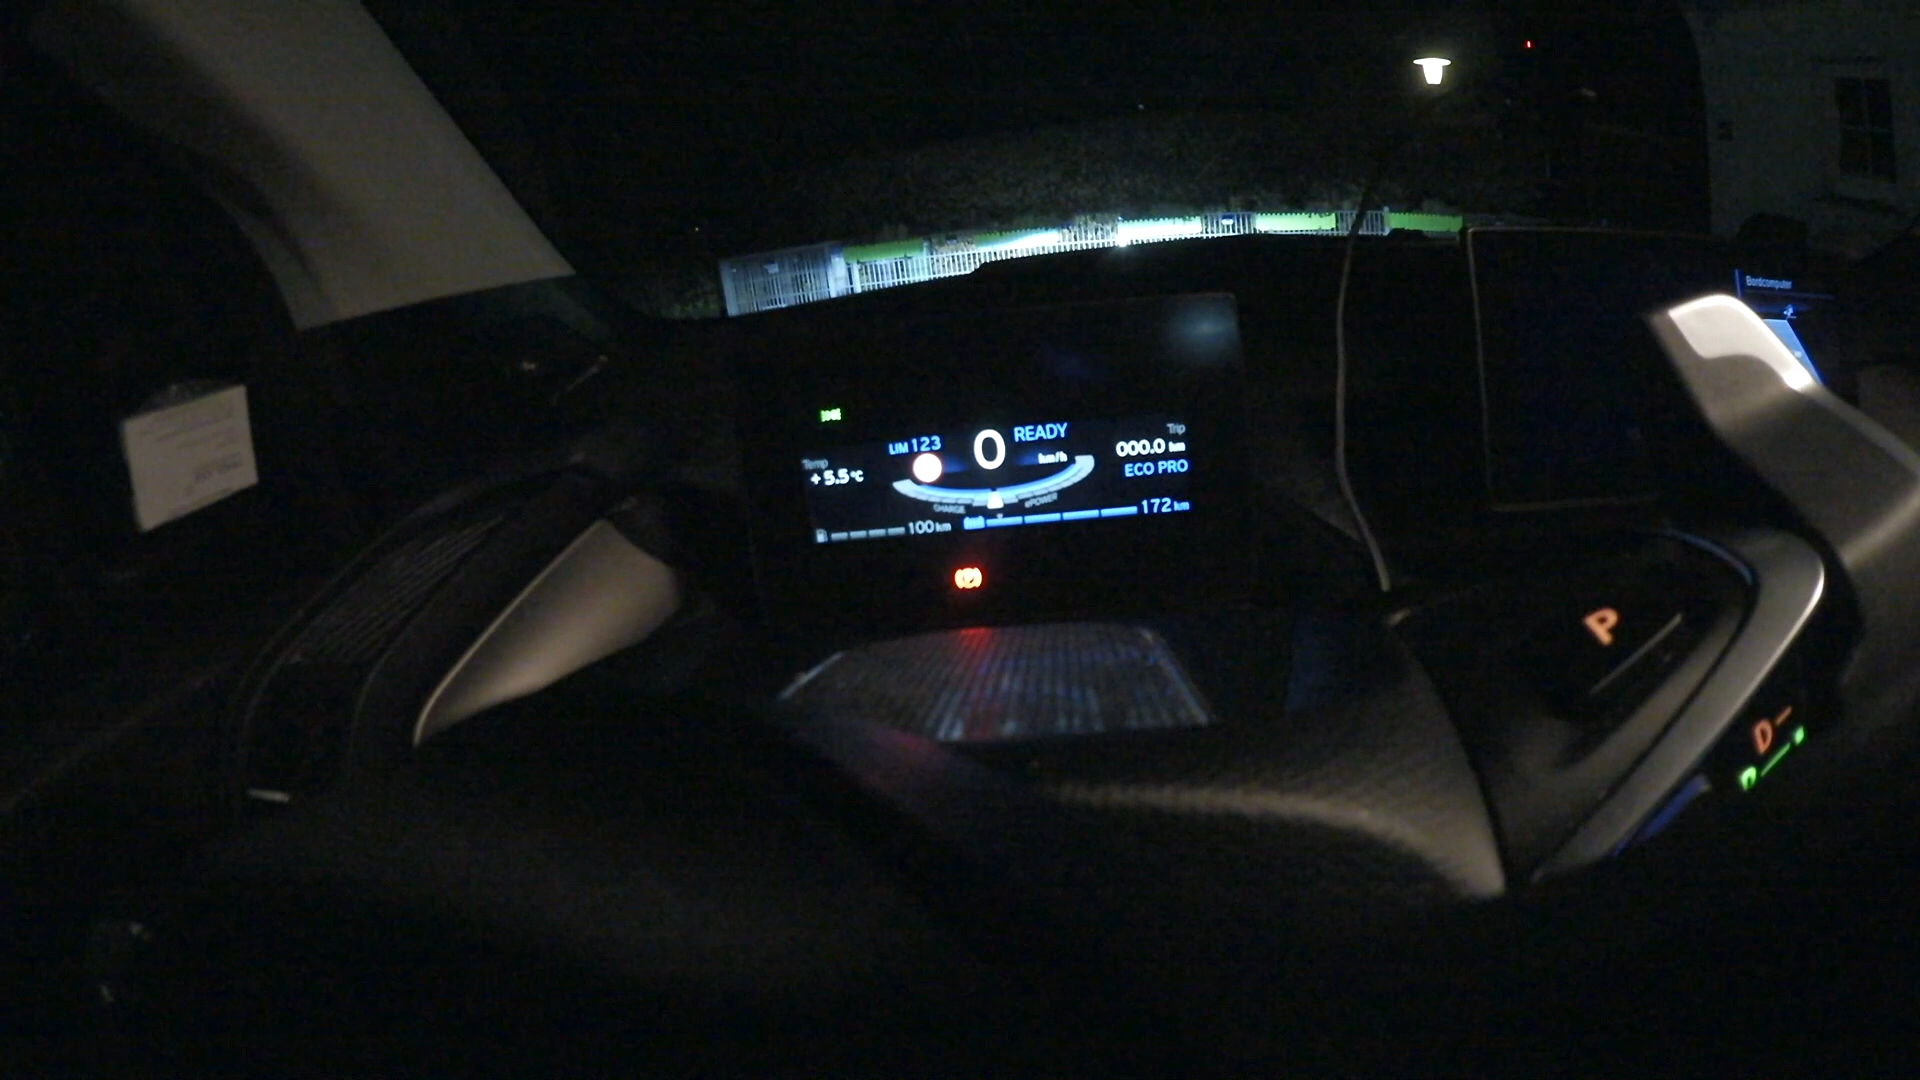 Bordcomputer
LIM 123
0
READY
km/h
Trip
000.0 km
ECO PRO
Temp
+5.5°C
CHARGE
ePOWER
100 km
172 km
P
P
D